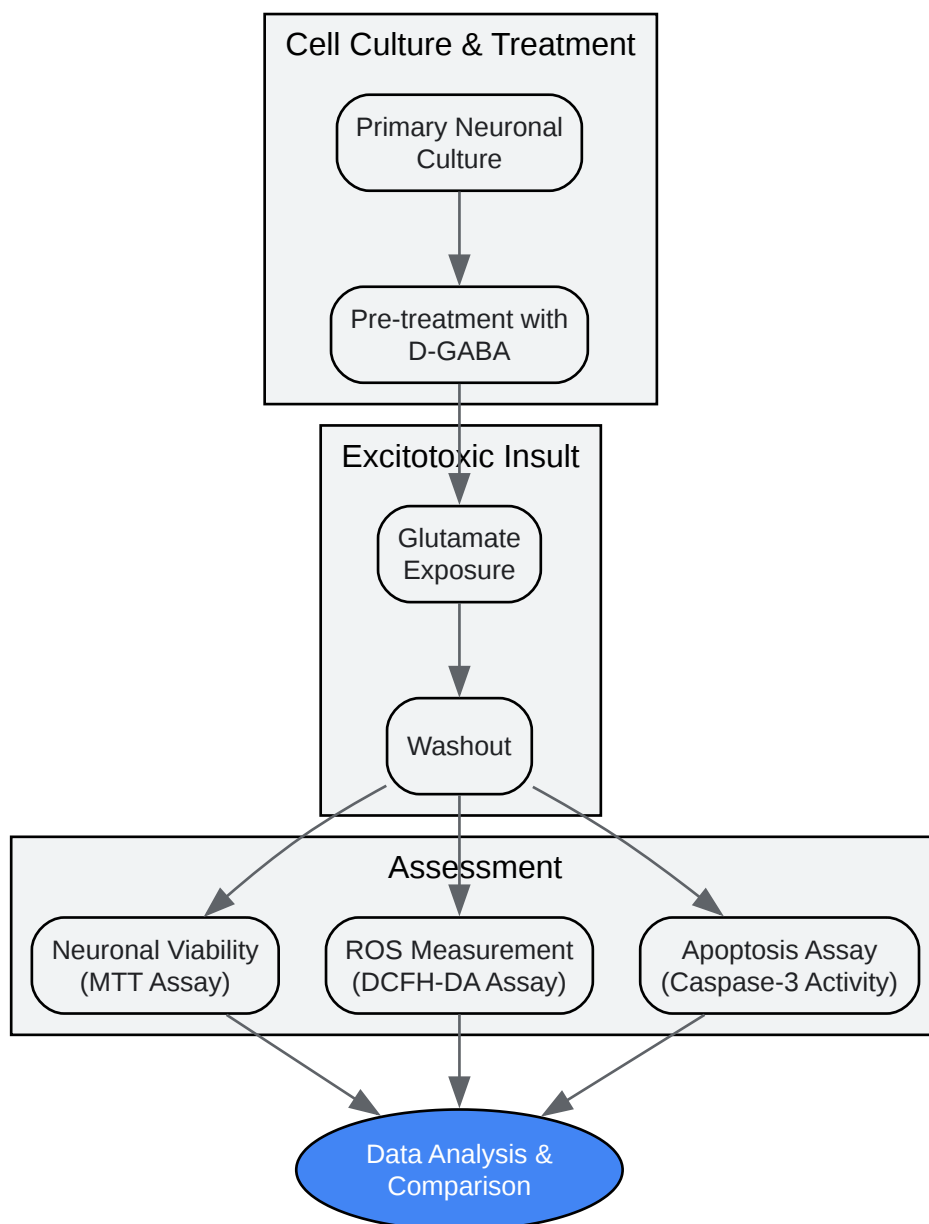 Cell Culture & Treatment
Primary Neuronal
Culture
Pre-treatment with
D-GABA
Excitotoxic Insult
Glutamate
Exposure
Washout
Assessment
Neuronal Viability
(MTT Assay)
ROS Measurement
(DCFH-DA Assay)
Apoptosis Assay
(Caspase-3 Activity)
Data Analysis &
Comparison